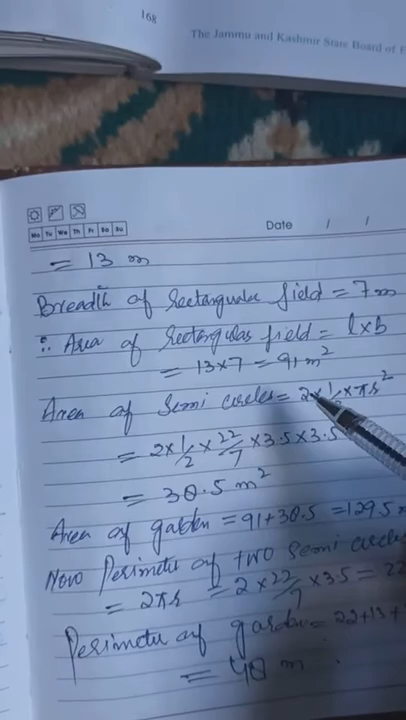 168
The Jammu and Kashmir State Board of
Mo Tu We Th Fr Sa Su
Date / /
= 13 m
Breadth of Rectangular field = 7m
∴ Area of Rectangular field = l×b
= 13×7 = 91 m²
Area of Semi circles = 2×½×πr²
= 2×1/2×22/7×3.5×3.5
= 38.5 m²
Area of garden = 91+38.5 = 129.5 m
Now Perimeter of two Semi circles
= 2πr = 2×22/7×3.5 = 22
Perimeter of garden = 22+13+
= 48 m